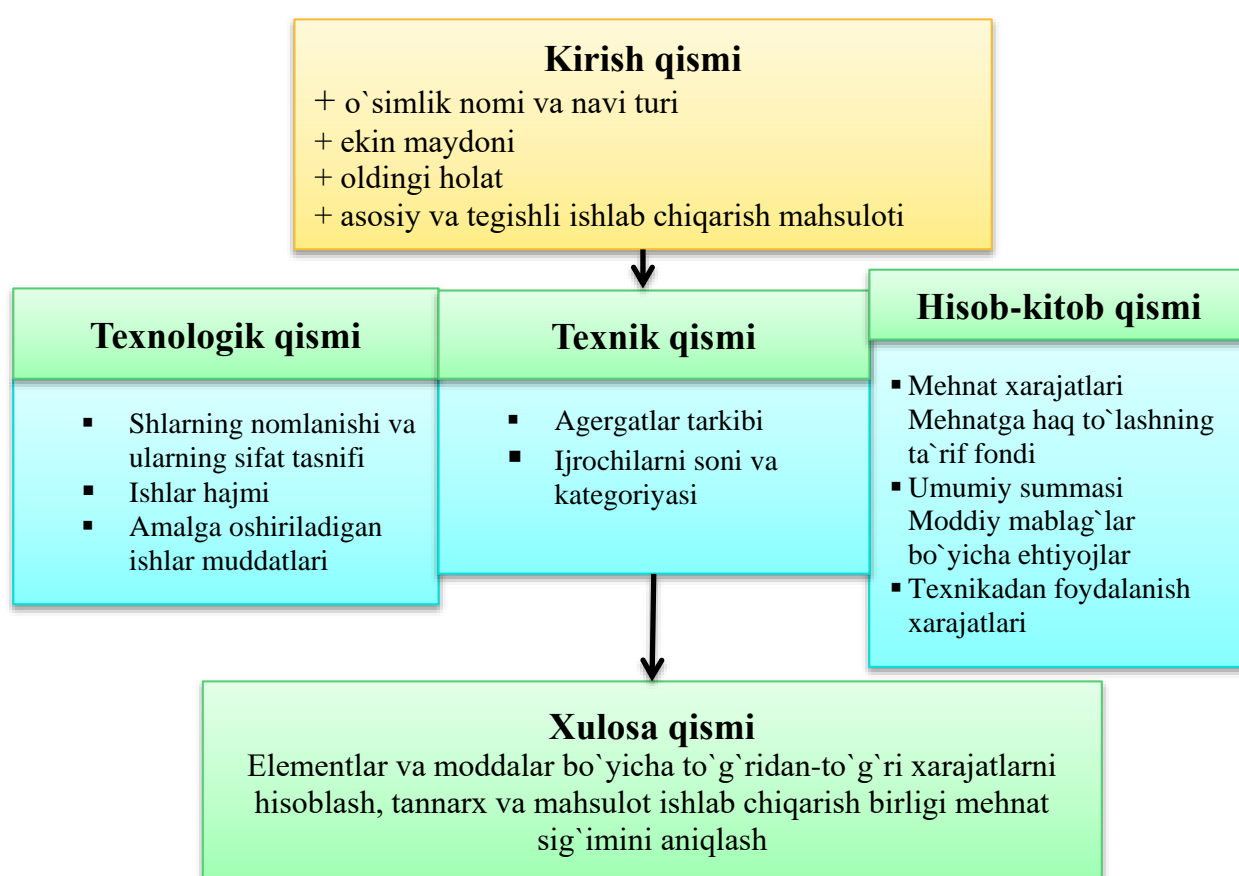 Kirish qismi
+ o`simlik nomi va navi turi
+ ekin maydoni
+ oldingi holat
+ asosiy va tegishli ishlab chiqarish mahsuloti
Texnologik qismi
▪ Shlarning nomlanishi va
ularning sifat tasnifi
▪ Ishlar hajmi
▪ Amalga oshiriladigan
ishlar muddatlari
Texnik qismi
▪ Agergatlar tarkibi
▪ Ijrochilarni soni va
kategoriyasi
Hisob-kitob qismi
▪ Mehnat xarajatlari
Mehnatga haq to`lashning
ta`rif fondi
▪ Umumiy summasi
Moddiy mablag`lar
bo`yicha ehtiyojlar
▪ Texnikadan foydalanish
xarajatlari
Xulosa qismi
Elementlar va moddalar bo`yicha to`g`ridan-to`g`ri xarajatlarni
hisoblash, tannarx va mahsulot ishlab chiqarish birligi mehnat
sig`imini aniqlash